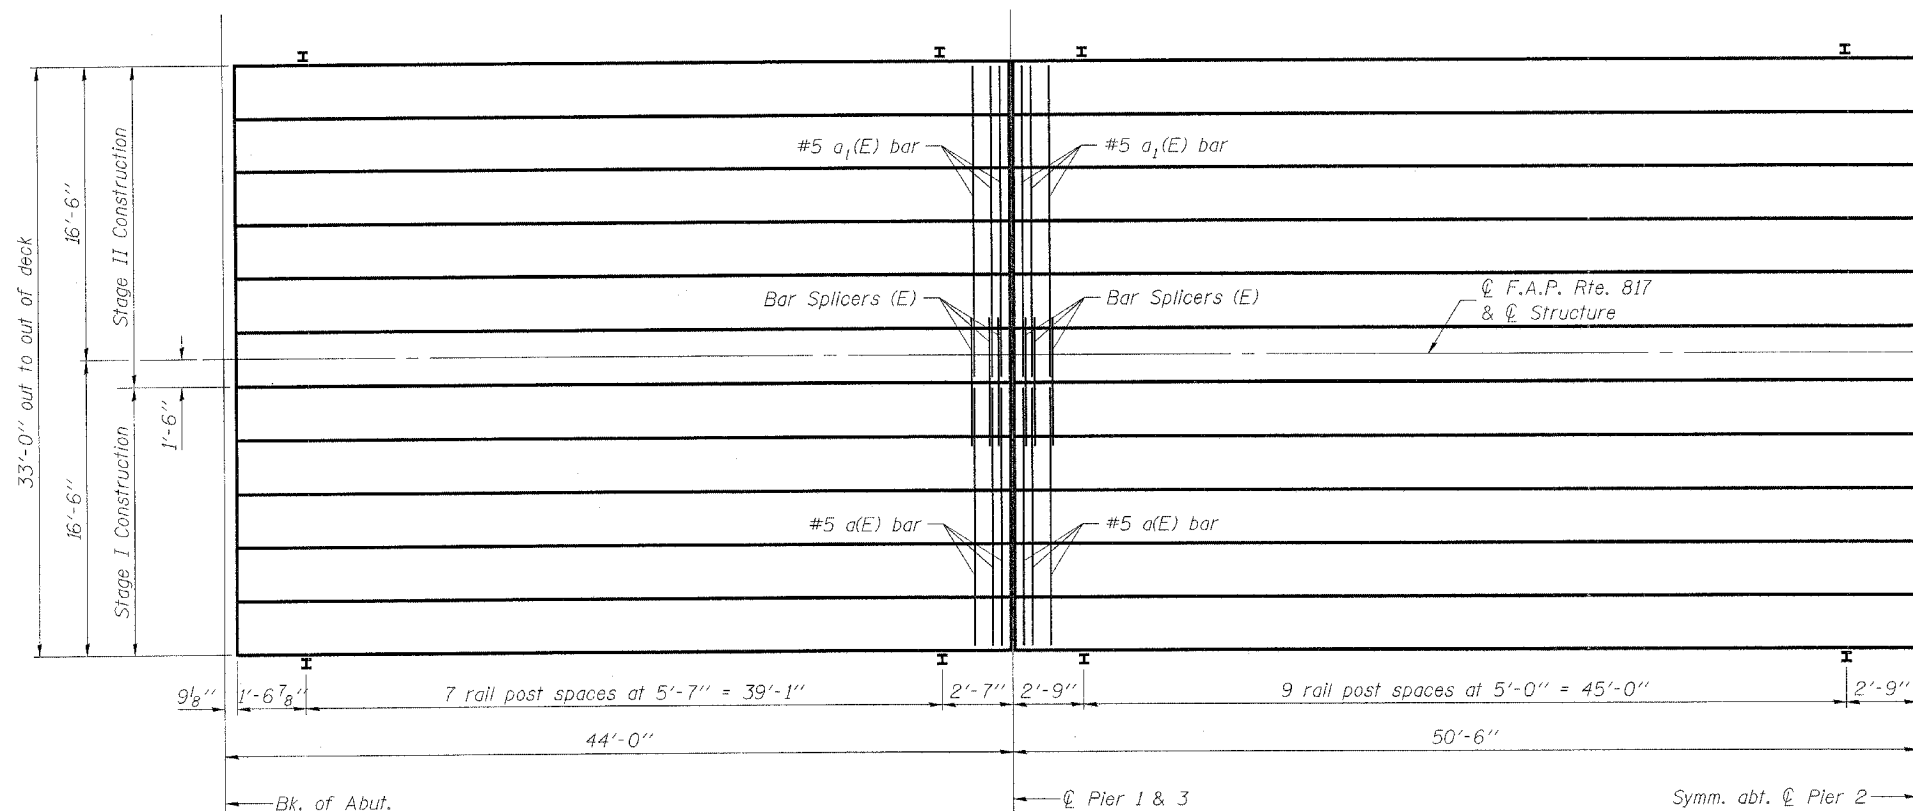 #5 a₁(E) bar
#5 a₁(E) bar
33'-0" out to out of deck
16'-6"
Stage II Construction
Bar Splicers (E)
Bar Splicers (E)
℄ F.A.P. Rte. 817
& ℄ Structure
1'-6"
16'-6"
Stage I Construction
#5 a(E) bar
#5 a(E) bar
9⅛"
1'-6⅞"
7 rail post spaces at 5'-7" = 39'-1"
2'-7"
2'-9"
9 rail post spaces at 5'-0" = 45'-0"
2'-9"
44'-0"
50'-6"
Bk. of Abut.
℄ Pier 1 & 3
Symm. abt. ℄ Pier 2